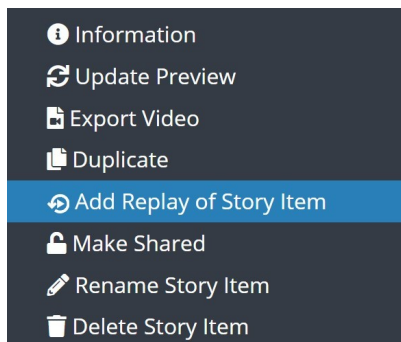 Information
Update Preview
Export Video
Duplicate
Add Replay of Story Item
Make Shared
Rename Story Item
Delete Story Item